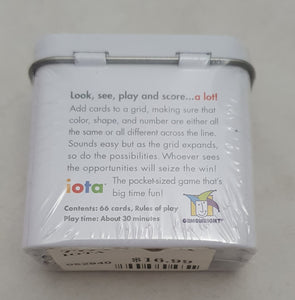 Look, see, play and score...a lot!
Add cards to a grid, making sure that
color, shape, and number are either all
the same or all different across the line.
Sounds easy but as the grid expands,
so do the possibilities. Whoever sees
the opportunities will seize the win!
iota The pocket-sized game that's
big time fun!
Contents: 66 cards, Rules of play
Play time: About 30 minutes
GAMEWRIGHT
$16.99